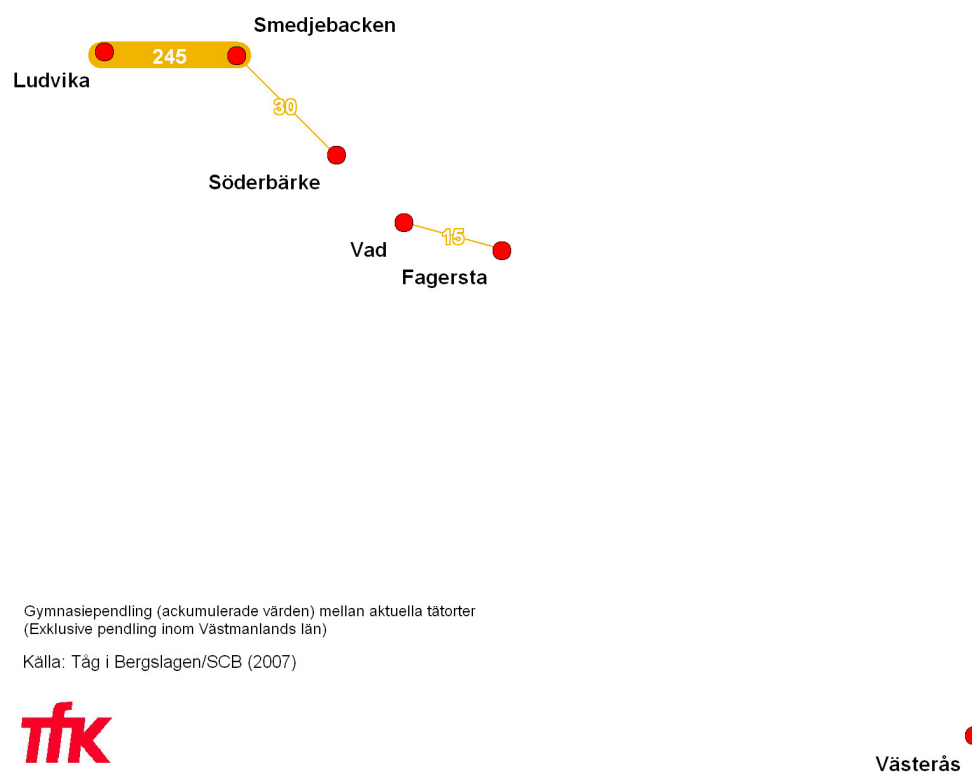 Smedjebacken
245
Ludvika
30
Söderbärke
15
Vad
Fagersta
Gymnasiependling (ackumulerade värden) mellan aktuella tätorter
(Exklusive pendling inom Västmanlands län)
Källa: Tåg i Bergslagen/SCB (2007)
TfK
Västerås